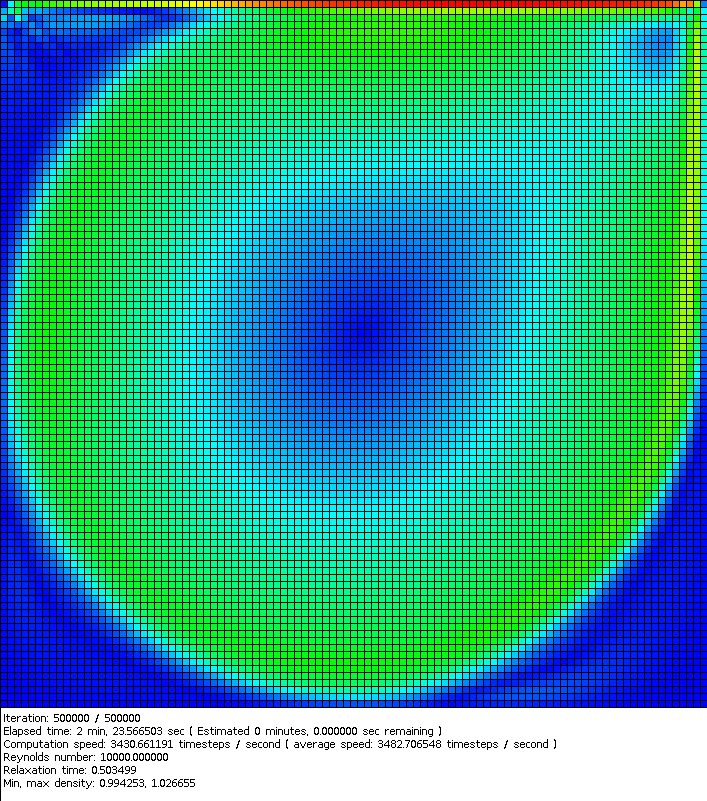 Iteration: 500000 / 500000
Elapsed time: 2 min, 23.566503 sec ( Estimated 0 minutes, 0.000000 sec remaining )
Computation speed: 3430.661191 timesteps / second ( average speed: 3482.706548 timesteps / second )
Reynolds number: 10000.000000
Relaxation time: 0.503499
Min, max density: 0.994253, 1.026655